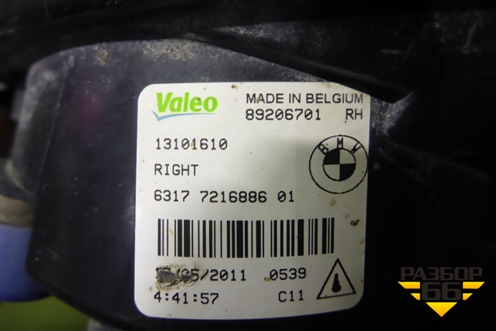 Valeo MADE IN BELGIUM
89206701 RH
13101610
RIGHT
BMW
6317 7216886 01
/2011 0539
4:41:57 C11
РАЗБОР
66